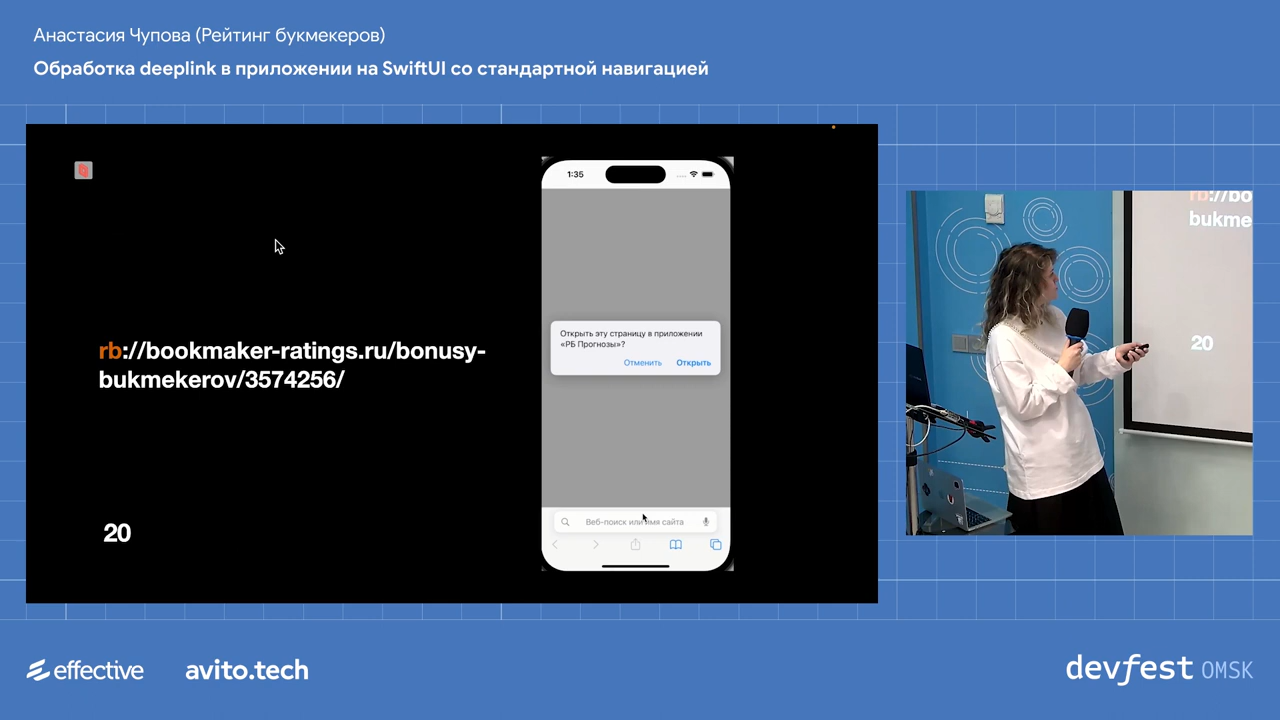 Анастасия Чупова (Рейтинг букмекеров)
Обработка deeplink в приложении на SwiftUI со стандартной навигацией
rb://bookmaker-ratings.ru/bonusy-
bukmekerov/3574256/
20
1:35
Открыть эту страницу в приложении
«РБ Прогнозы»?
Отменить Открыть
Веб-поиск или имя сайта
rb://bo
bukme
20
effective
avito.tech
devfest OMSK